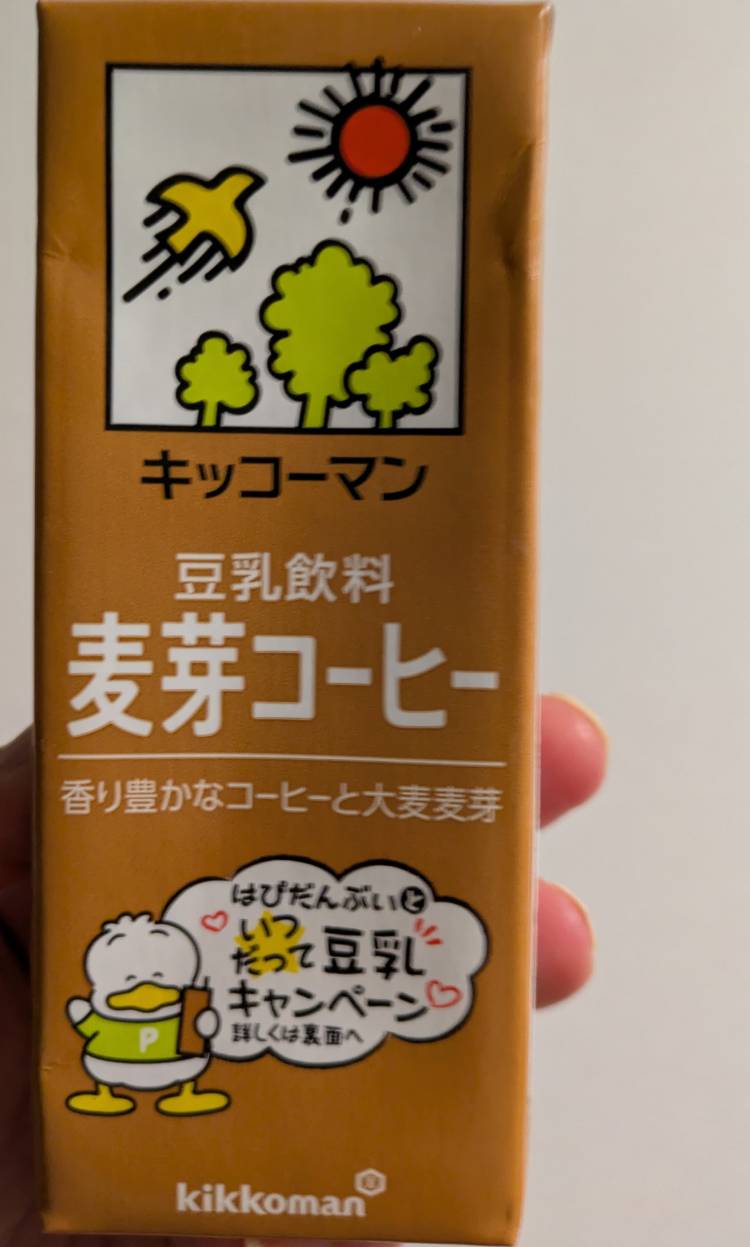 キッコーマン
豆乳飲料
麦芽コーヒー
香り豊かなコーヒーと大麦麦芽
はぴだんぶいと
いつ
だって豆乳
キャンペーン
詳しくは裏面へ
P
kikkoman